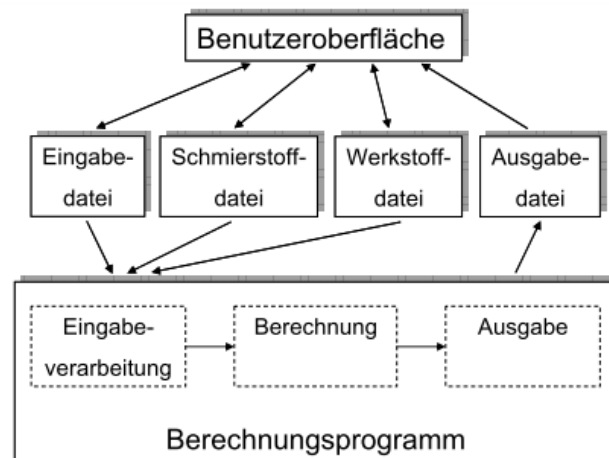 Benutzeroberfläche
Eingabe-
datei
Schmierstoff-
datei
Werkstoff-
datei
Ausgabe-
datei
Eingabe-
verarbeitung
Berechnung
Ausgabe
Berechnungsprogramm